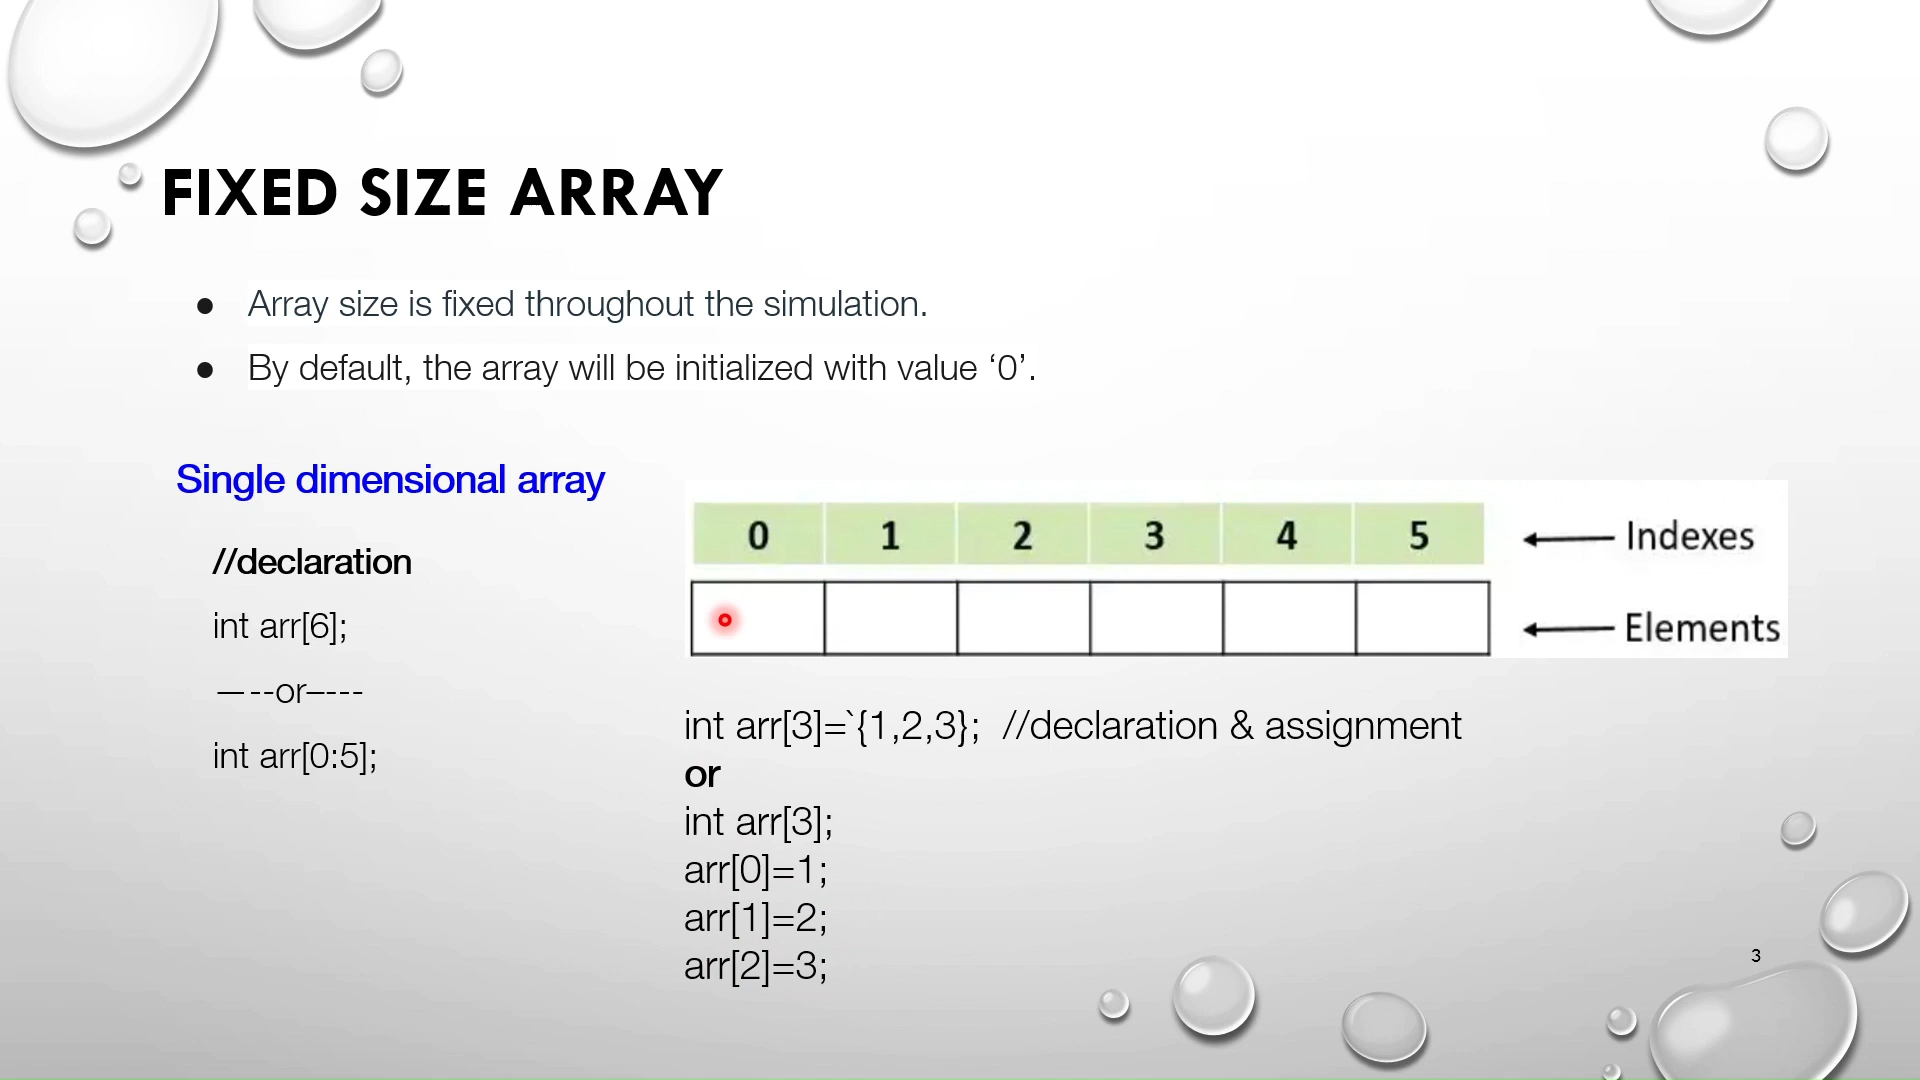 FIXED SIZE ARRAY
● Array size is fixed throughout the simulation.
● By default, the array will be initialized with value ‘0’.
Single dimensional array
//declaration
int arr[6];
—--or–---
int arr[0:5];
0 1 2 3 4 5 Indexes
Elements
int arr[3]=`{1,2,3}; //declaration & assignment
or
int arr[3];
arr[0]=1;
arr[1]=2;
arr[2]=3;
3